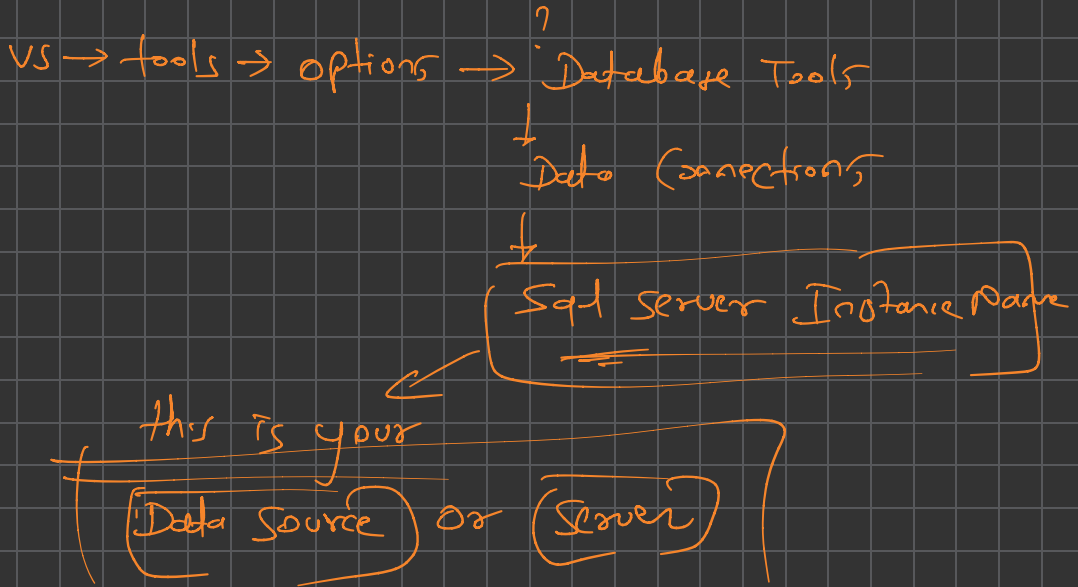 ?
VS → tools → options → Database Tools
↓
Data Connections
↓
Sql Server Instance Name
this is your
Data Source or Server